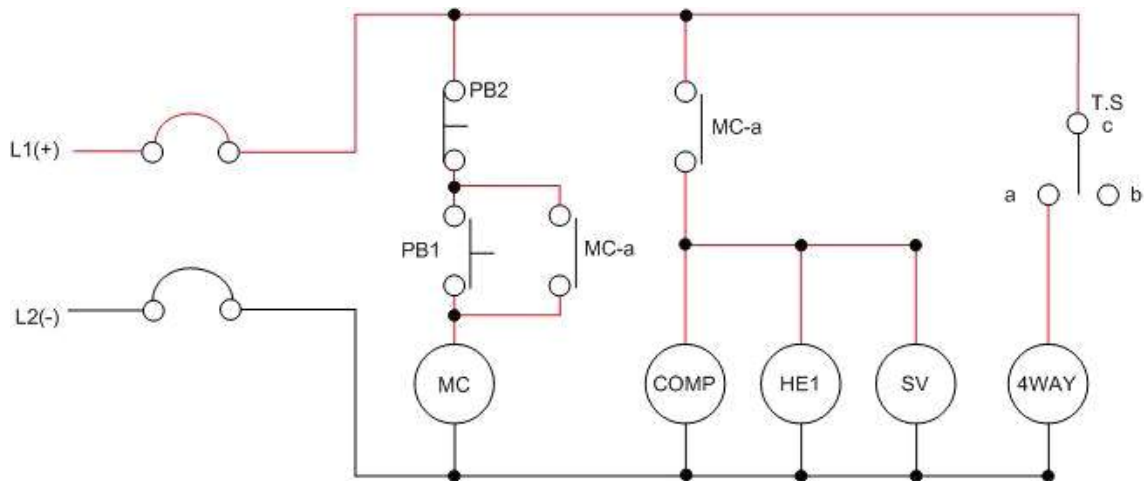 PB2
MC-a
T.S
c
L1(+)
a
b
PB1
MC-a
L2(-)
MC
COMP
HE1
SV
4WAY